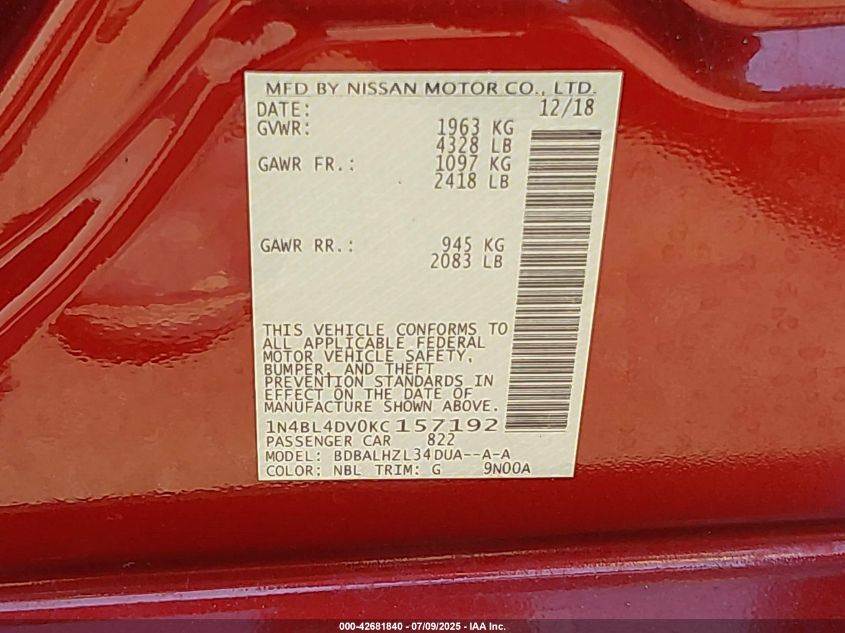 MFD BY NISSAN MOTOR CO., LTD.
DATE: 12/18
GVWR: 1963 KG
4328 LB
GAWR FR.: 1097 KG
2418 LB
GAWR RR.: 945 KG
2083 LB
THIS VEHICLE CONFORMS TO
ALL APPLICABLE FEDERAL
MOTOR VEHICLE SAFETY,
BUMPER, AND THEFT
PREVENTION STANDARDS IN
EFFECT ON THE DATE OF
MANUFACTURE SHOWN ABOVE.
1N4BL4DV0KC157192
PASSENGER CAR 822
MODEL: BDBALHZL34DUA--A-A
COLOR: NBL TRIM: G 9N00A
000-42681840 - 07/09/2025 - IAA Inc.